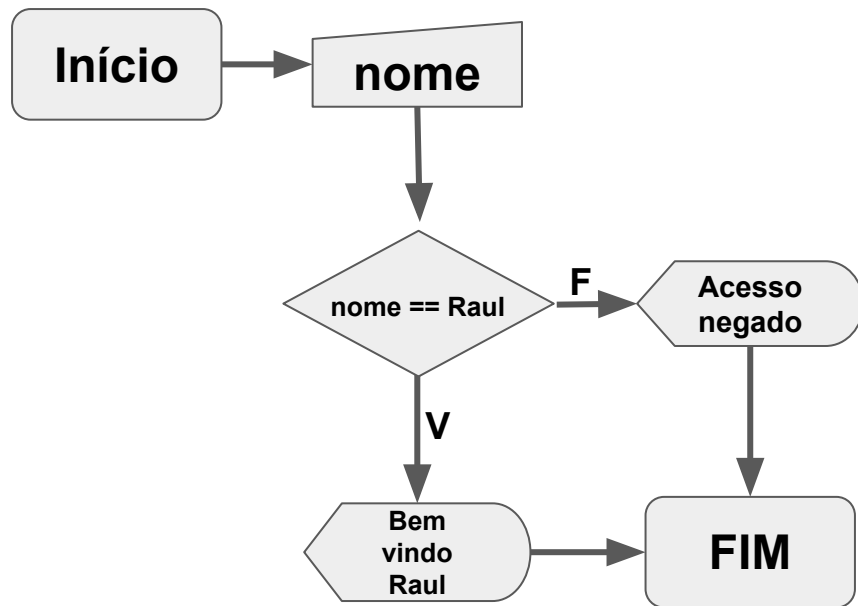 Início
nome
nome == Raul
F
Acesso
negado
V
Bem
vindo
Raul
FIM